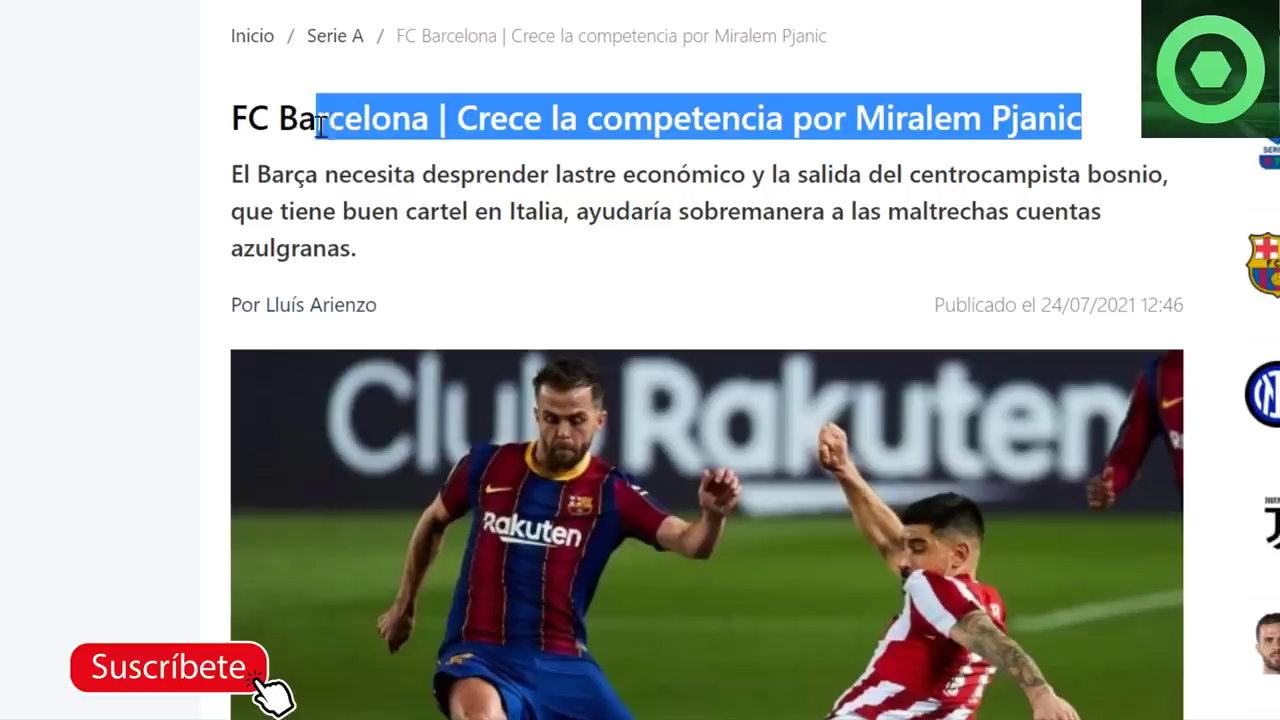 Inicio / Serie A / FC Barcelona | Crece la competencia por Miralem Pjanic
FC Barcelona | Crece la competencia por Miralem Pjanic
El Barça necesita desprender lastre económico y la salida del centrocampista bosnio,
que tiene buen cartel en Italia, ayudaría sobremanera a las maltrechas cuentas
azulgranas.
Por Lluís Arienzo
Publicado el 24/07/2021 12:46
Club Rakuten
Rakuten
Suscríbete